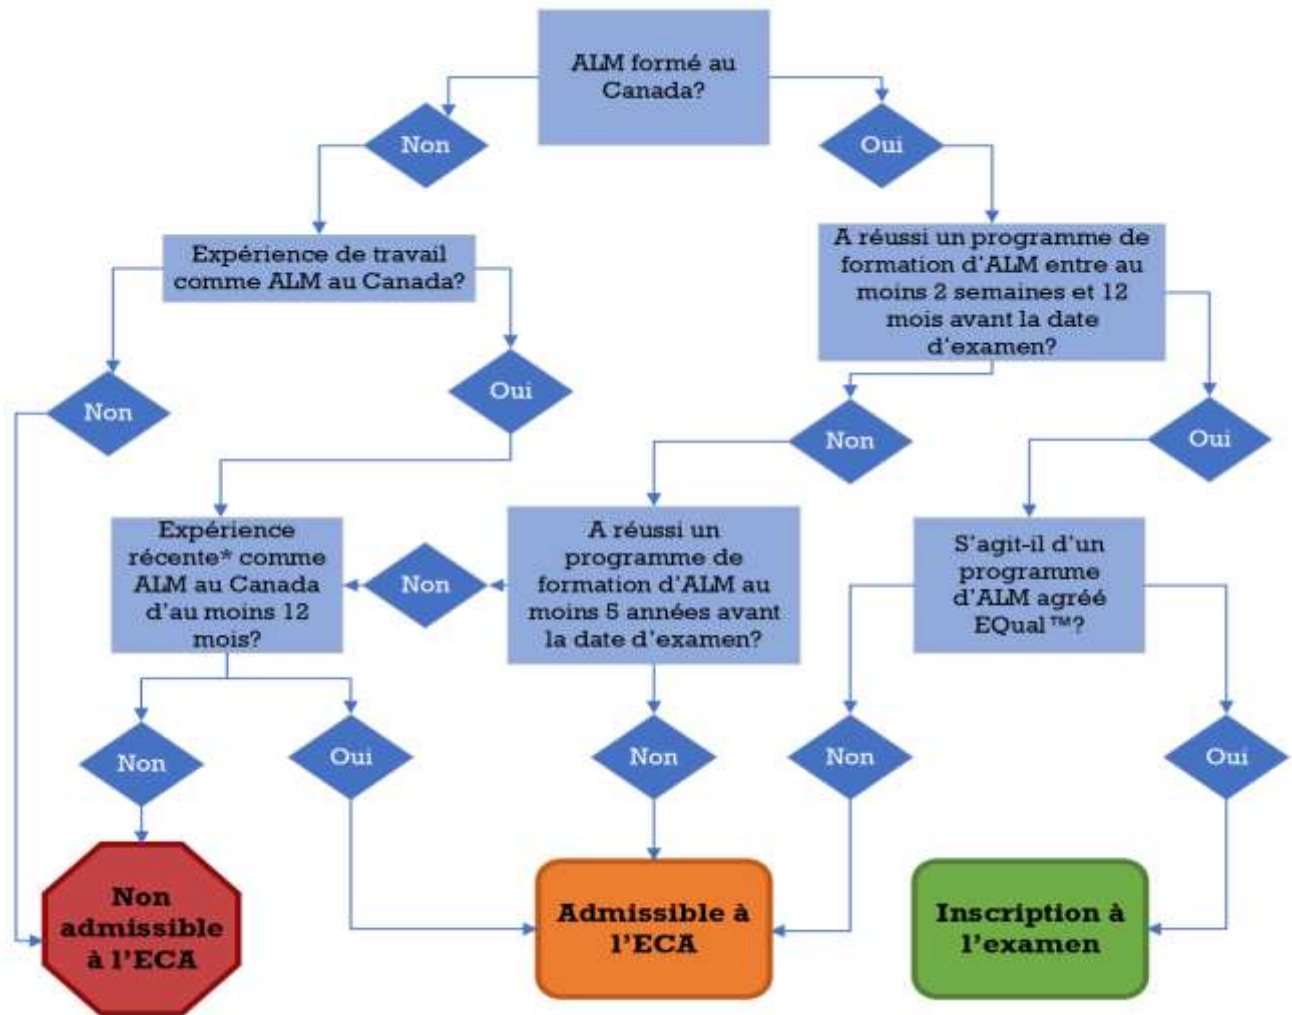 ALM formé au
Canada?
Non
Oui
Expérience de travail
comme ALM au Canada?
A réussi un programme de
formation d'ALM entre au
moins 2 semaines et 12
mois avant la date
d'examen?
Non
Oui
Non
Oui
Expérience
récente* comme
ALM au Canada
d'au moins 12
mois?
Non
A réussi un
programme de
formation d'ALM au
moins 5 années avant
la date d'examen?
S'agit-il d'un
programme
d'ALM agréé
EQual™?
Non
Oui
Non
Non
Oui
Non
admissible
à l'ECA
Admissible à
l'ECA
Inscription à
l'examen